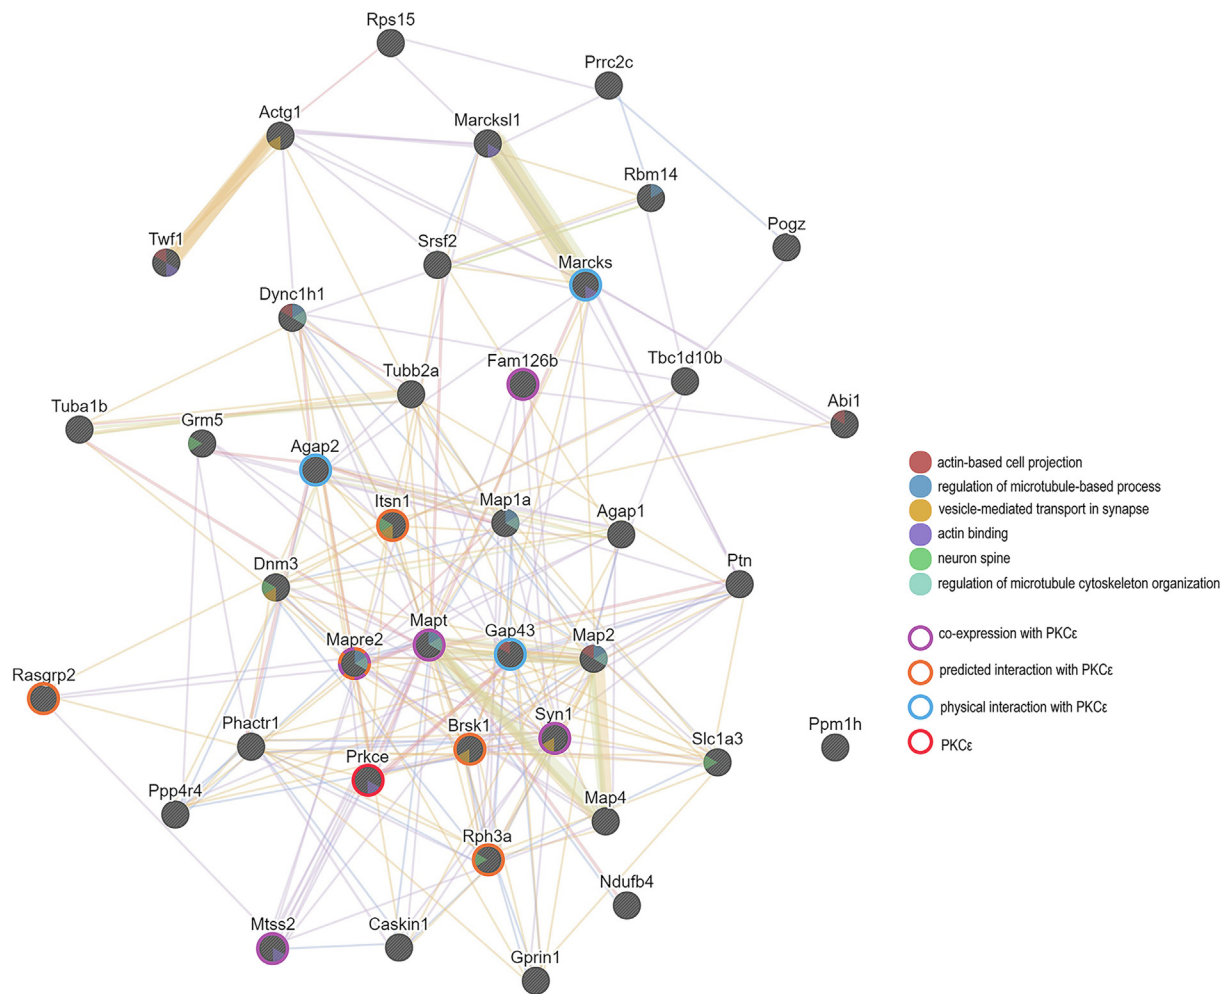 Rps15
Prrc2c
Actg1
Marcksl1
Rbm14
Pogz
Twf1
Srsf2
Marcks
Dync1h1
Fam126b
Tbc1d10b
Tubb2a
Tuba1b
Abi1
Grm5
Agap2
Itsn1
Map1a
Agap1
Ptn
Dnm3
Mapt
Gap43
Map2
Mapre2
Rasgrp2
Phactr1
Brsk1
Syn1
Slc1a3
Ppm1h
Prkce
Ppp4r4
Map4
Rph3a
Ndufb4
Mtss2
Caskin1
Gprin1
actin-based cell projection
regulation of microtubule-based process
vesicle-mediated transport in synapse
actin binding
neuron spine
regulation of microtubule cytoskeleton organization
co-expression with PKCε
predicted interaction with PKCε
physical interaction with PKCε
PKCε